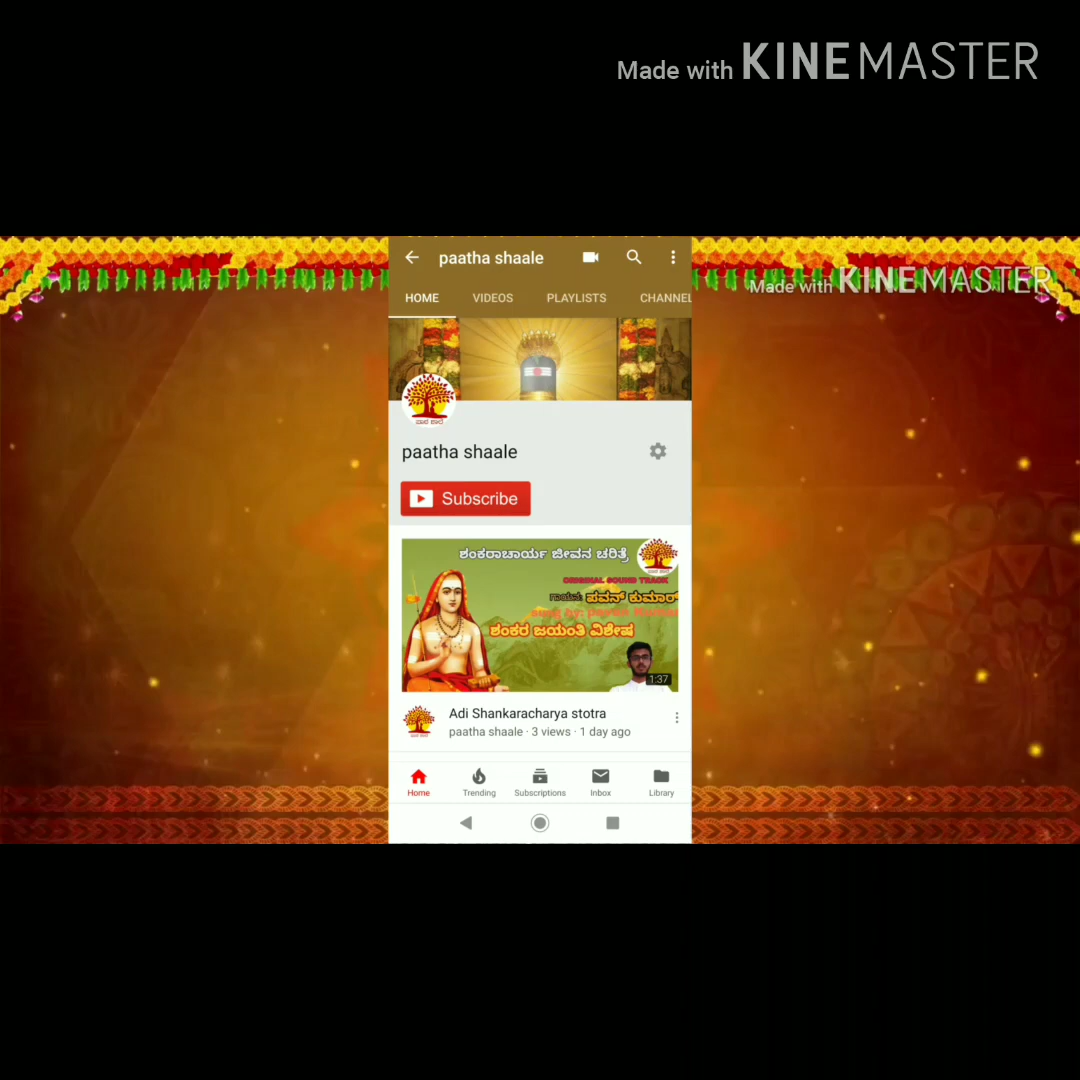 Made with KINEMASTER
Made with KINEMASTER
paatha shaale
HOME VIDEOS PLAYLISTS CHANNEL
ಪಾಠ ಶಾಲೆ
paatha shaale
Subscribe
ಶಂಕರಾಚಾರ್ಯ ಜೀವನ ಚರಿತ್ರೆ
ORIGINAL SOUND TRACK
ಗಾಯನ: ಪವನ್ ಕುಮಾರ್
ಶಂಕರ ಜಯಂತಿ ವಿಶೇಷ
1:37
Adi Shankaracharya stotra
paatha shaale · 3 views · 1 day ago
Home Trending Subscriptions Inbox Library